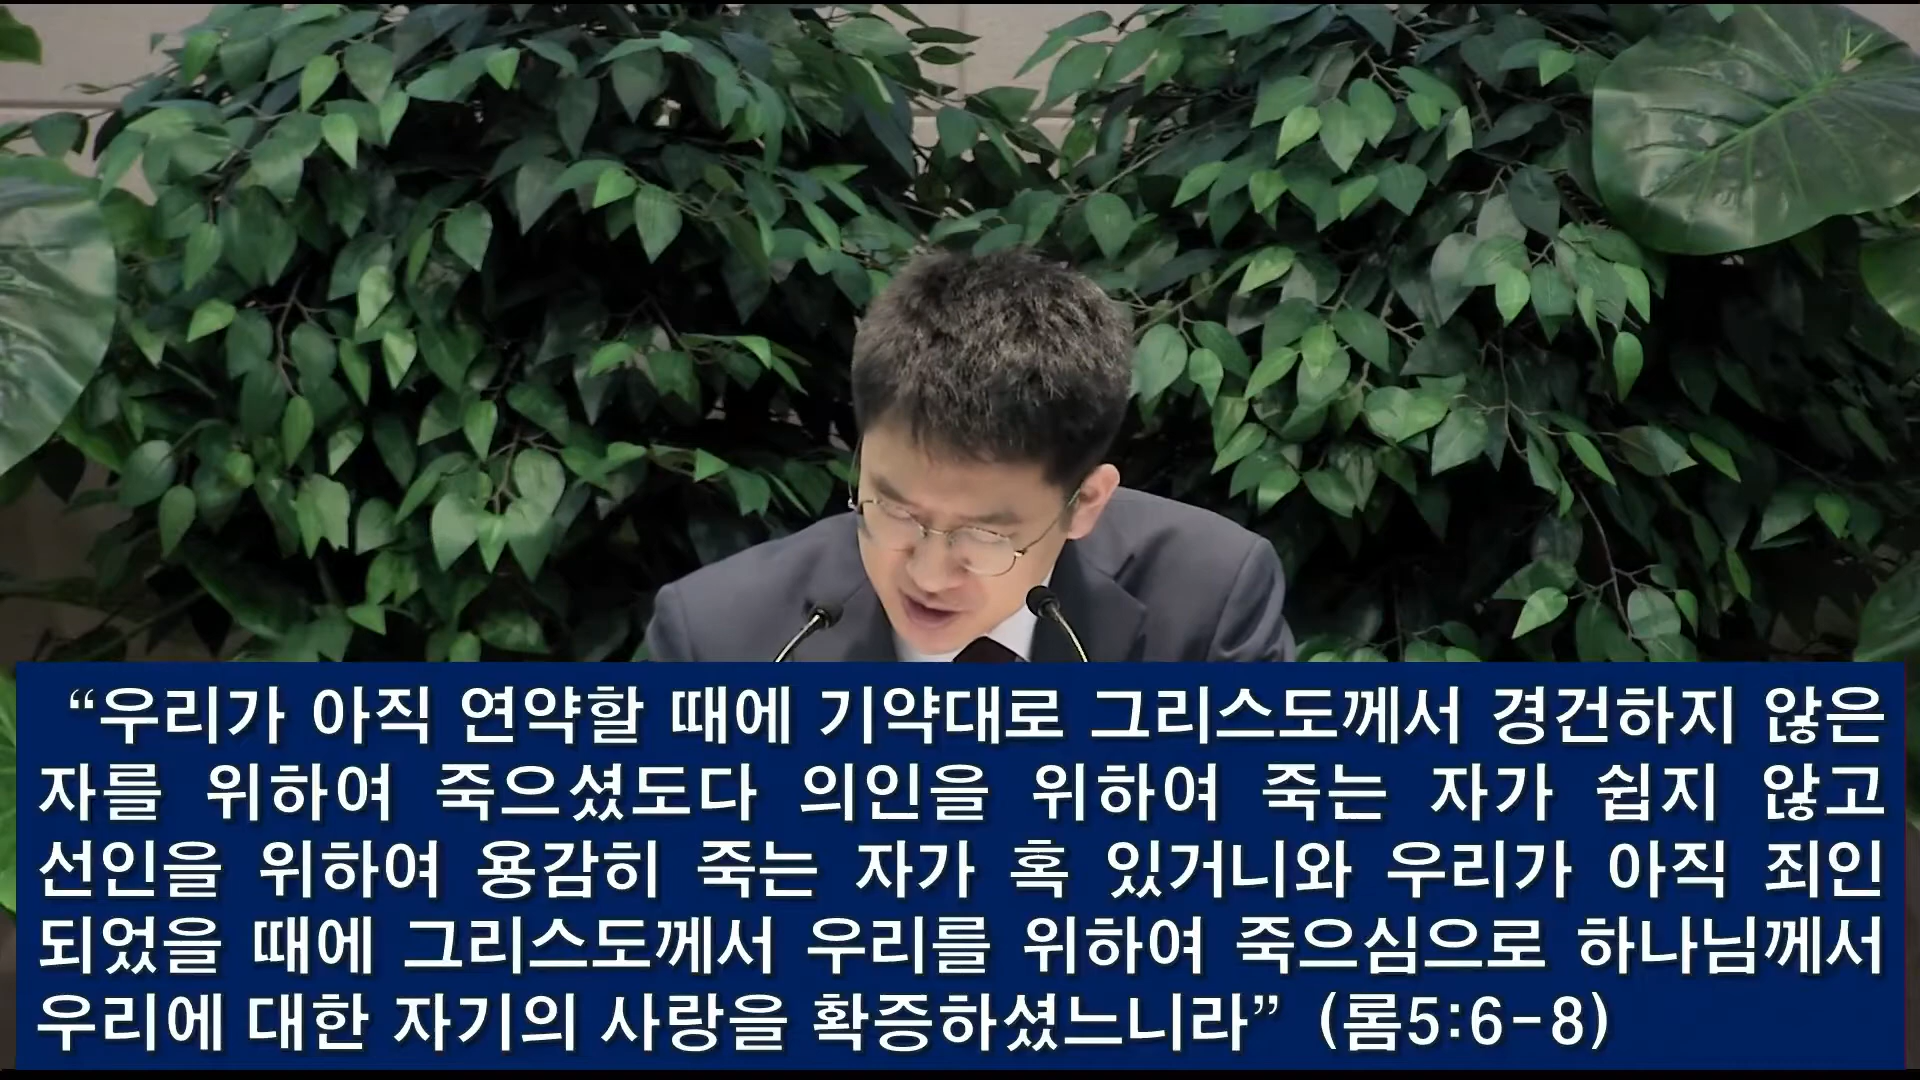 “우리가 아직 연약할 때에 기약대로 그리스도께서 경건하지 않은
자를 위하여 죽으셨도다 의인을 위하여 죽는 자가 쉽지 않고
선인을 위하여 용감히 죽는 자가 혹 있거니와 우리가 아직 죄인
되었을 때에 그리스도께서 우리를 위하여 죽으심으로 하나님께서
우리에 대한 자기의 사랑을 확증하셨느니라” (롬5:6-8)